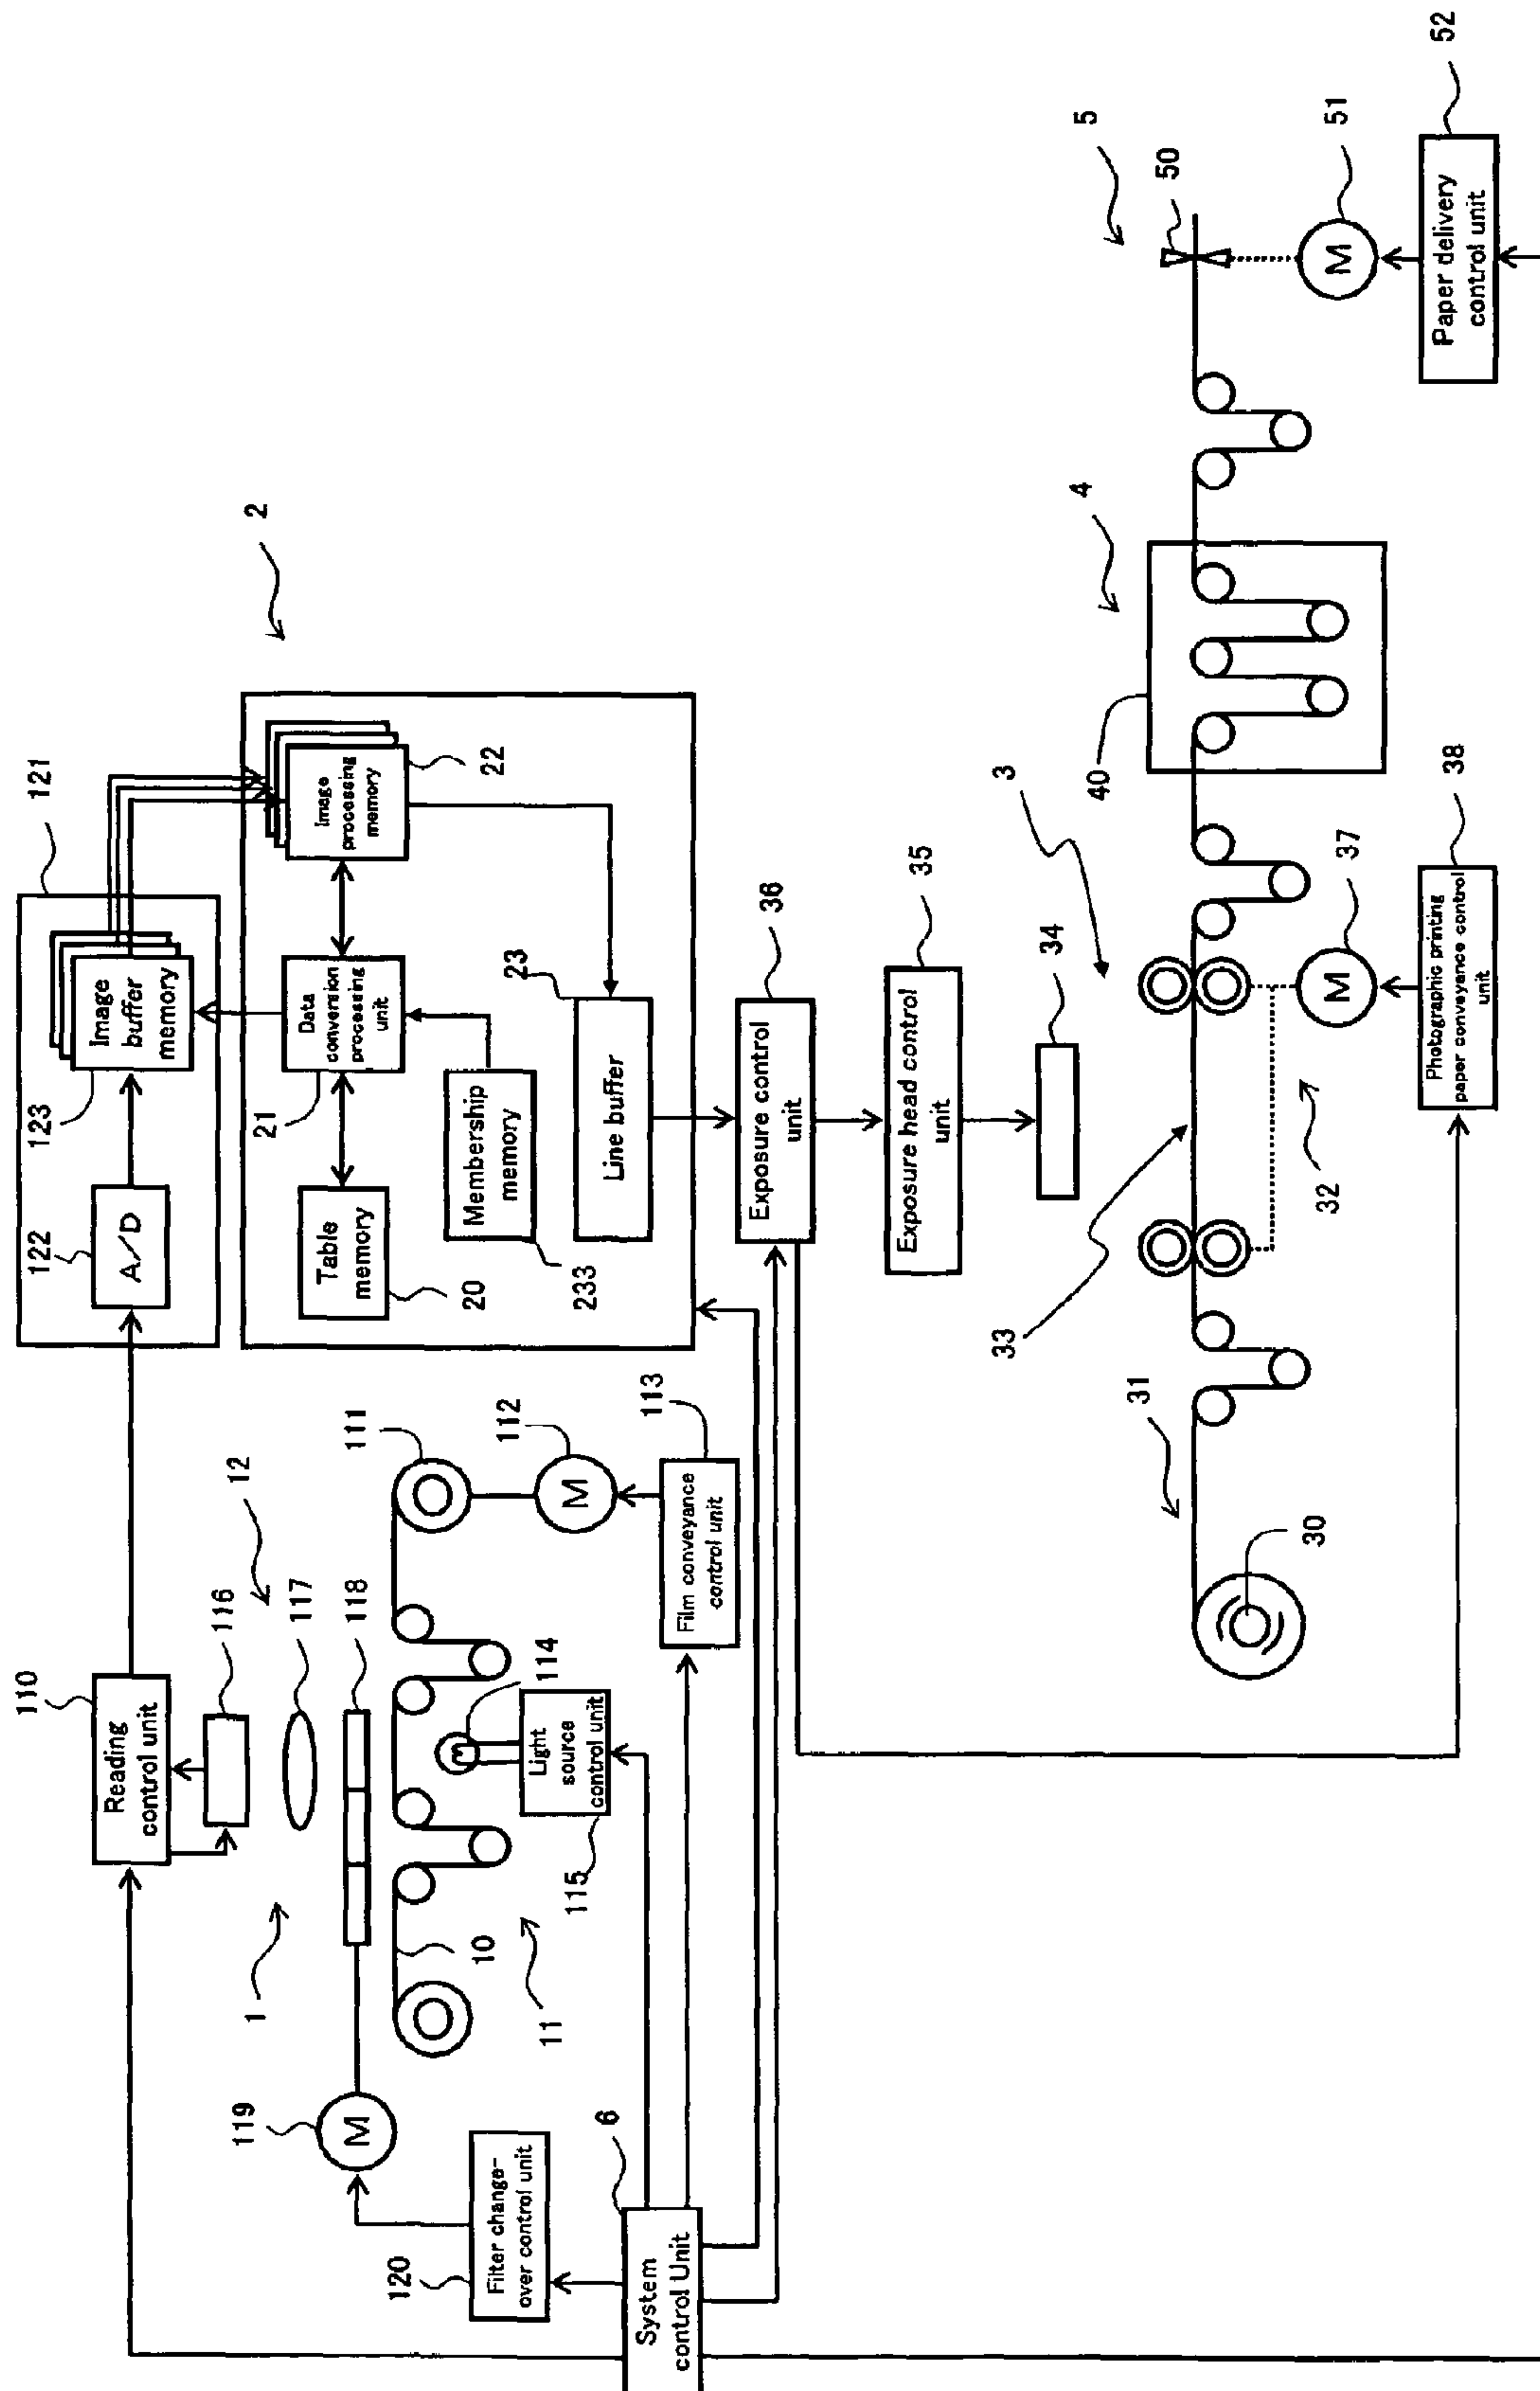 110
Reading
control unit
116
12
117
118
1
119
M
120
Filter change-
over control unit
10
11
111
112
M
113
Film conveyance
control unit
114
Light
source
control unit
115
6
System
control Unit
121
122
A/D
123
Image
buffer
memory
2
Image
processing
memory
22
Data
conversion
processing
unit
21
Table
memory
20
Membership
memory
233
23
Line buffer
36
Exposure control
unit
35
Exposure head control
unit
34
3
33
31
30
32
37
M
38
Photographic printing
paper conveyance control
unit
4
40
5
50
51
M
52
Paper delivery
control unit